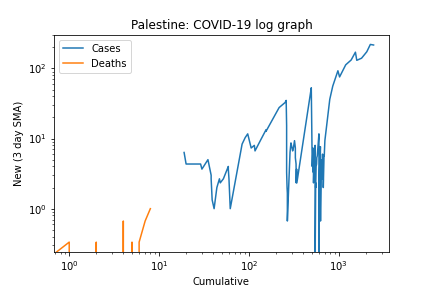 Palestine: COVID-19 log graph
Cases
Deaths
New (3 day SMA)
10²
10¹
10⁰
10⁰ 10¹ 10² 10³
Cumulative